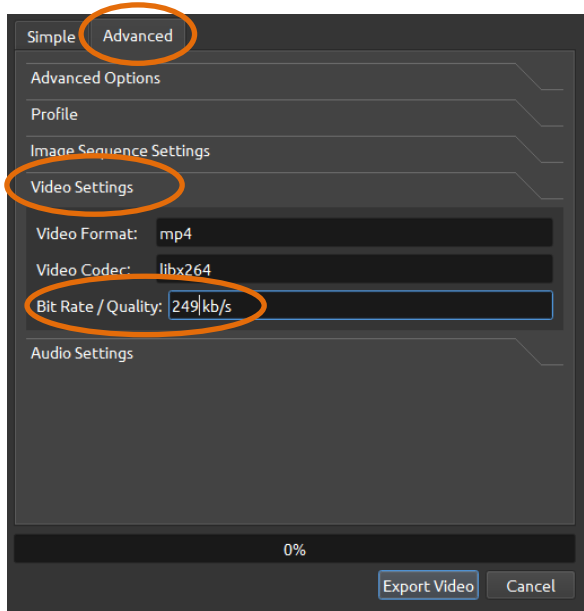 Simple Advanced
Advanced Options
Profile
Image Sequence Settings
Video Settings
Video Format: mp4
Video Codec: libx264
Bit Rate / Quality: 249 kb/s
Audio Settings
0%
Export Video Cancel